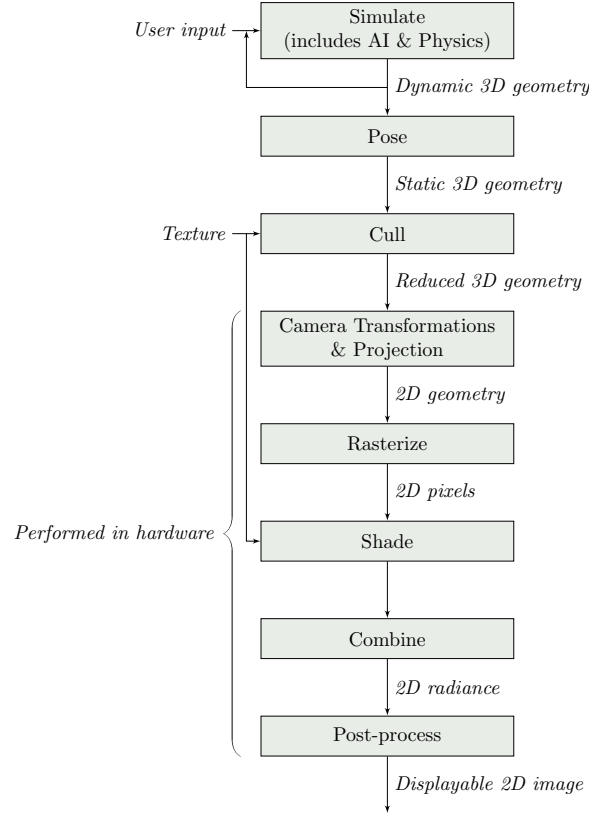 User input
Simulate
(includes AI & Physics)
Dynamic 3D geometry
Pose
Static 3D geometry
Texture
Cull
Reduced 3D geometry
Camera Transformations
& Projection
2D geometry
Rasterize
2D pixels
Performed in hardware
Shade
Combine
2D radiance
Post-process
Displayable 2D image